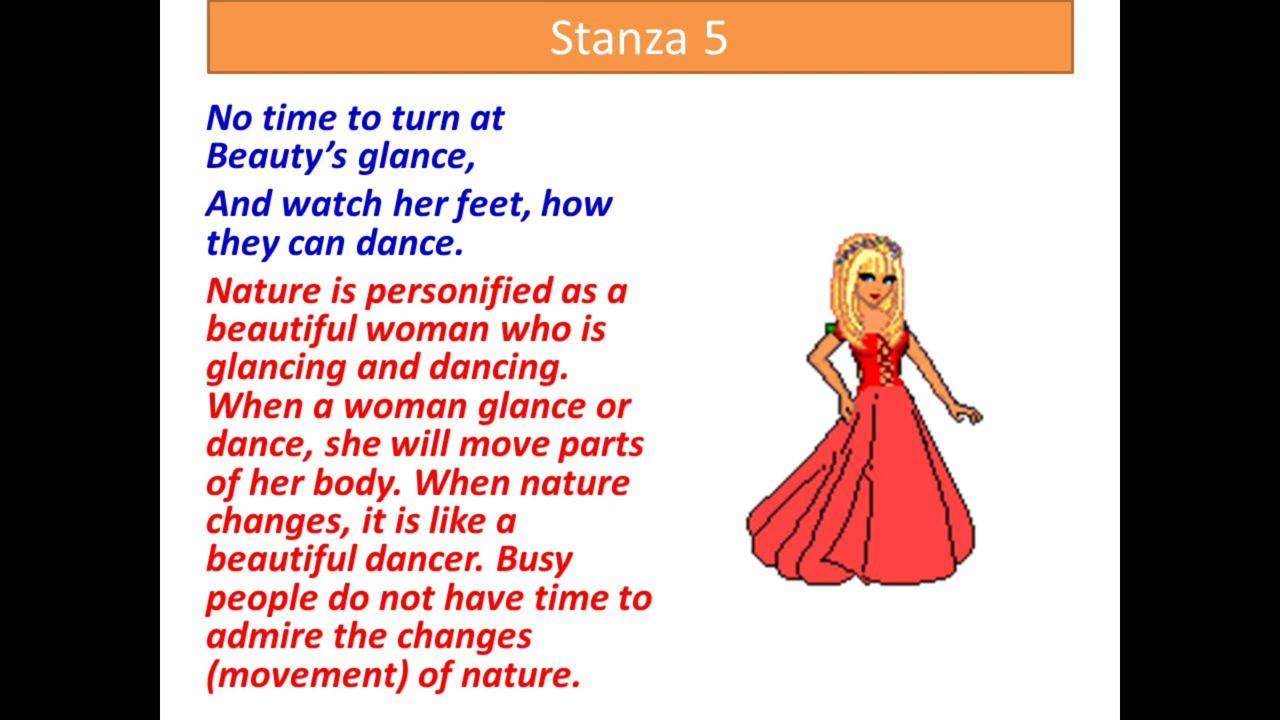 Stanza 5
No time to turn at
Beauty’s glance,
And watch her feet, how
they can dance.
Nature is personified as a
beautiful woman who is
glancing and dancing.
When a woman glance or
dance, she will move parts
of her body. When nature
changes, it is like a
beautiful dancer. Busy
people do not have time to
admire the changes
(movement) of nature.